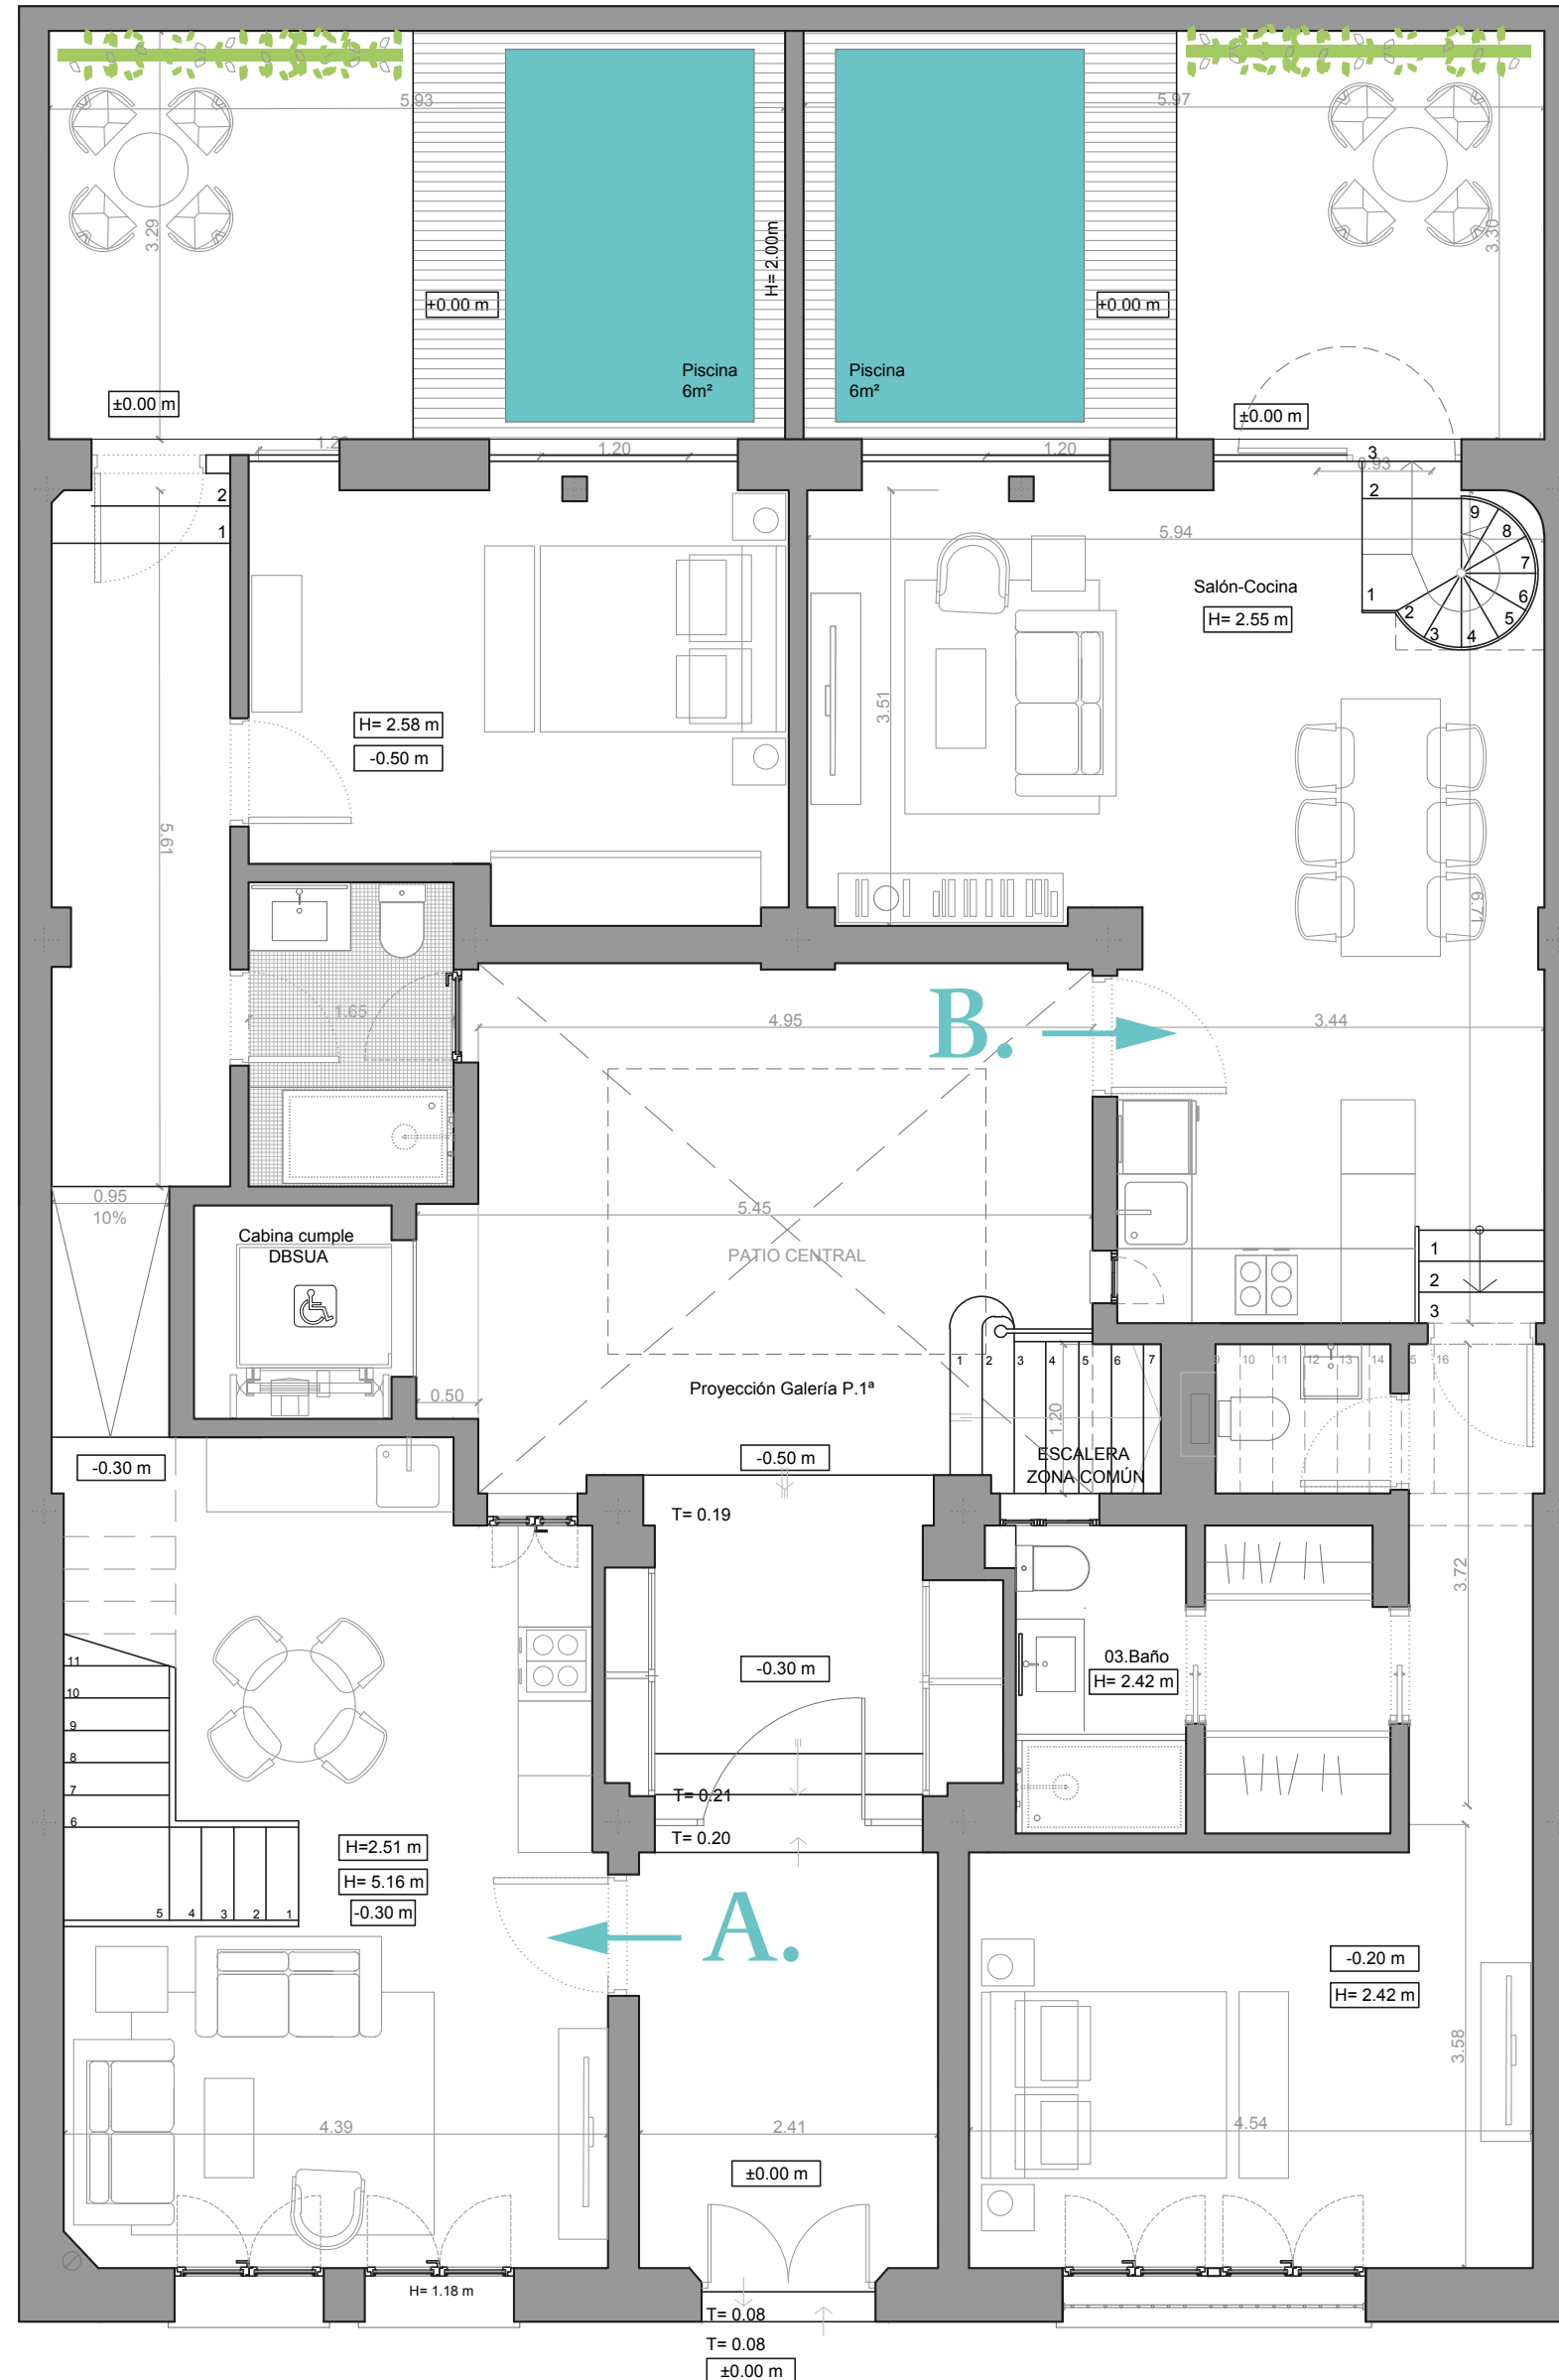 5.93
5.97
3.29
H= 2.00m
3.30
+0.00 m
+0.00 m
Piscina
6m²
Piscina
6m²
±0.00 m
±0.00 m
1.20
1.20
3
0.93
2
1
2
1
9
8
7
6
5
4
3
2
5.94
Salón-Cocina
H= 2.55 m
3.51
H= 2.58 m
-0.50 m
5.61
6.71
1.65
4.95
B.
3.44
0.95
10%
5.45
PATIO CENTRAL
Cabina cumple
DBSUA
1
2
3
0.50
Proyección Galería P.1ª
1
2
3
4
5
6
7
1.20
9
10
11
12
13
14
5
16
ESCALERA
ZONA COMÚN
-0.30 m
-0.50 m
T= 0.19
3.72
03.Baño
H= 2.42 m
-0.30 m
11
10
9
8
7
6
5
4
3
2
1
T= 0.21
T= 0.20
H=2.51 m
H= 5.16 m
-0.30 m
A.
-0.20 m
H= 2.42 m
3.58
4.39
2.41
4.54
±0.00 m
H= 1.18 m
T= 0.08
T= 0.08
±0.00 m